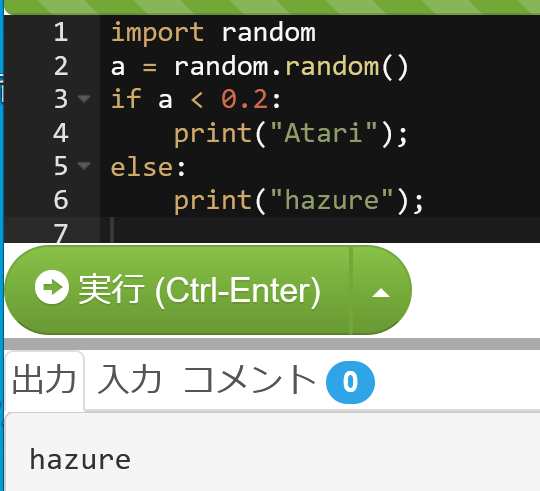 1 import random
2 a = random.random()
3 if a < 0.2:
4     print("Atari");
5 else:
6     print("hazure");
7
実行 (Ctrl-Enter)
出力 入力 コメント 0
hazure